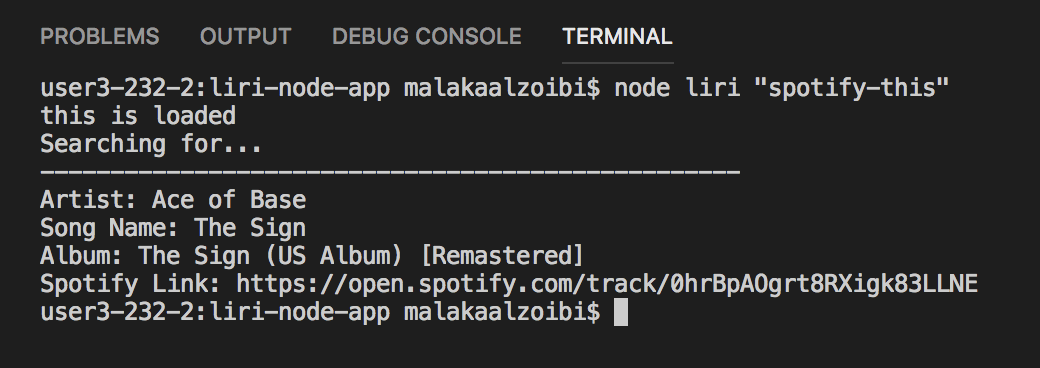 PROBLEMS OUTPUT DEBUG CONSOLE TERMINAL
user3-232-2:liri-node-app malakaalzoibi$ node liri "spotify-this"
this is loaded
Searching for...
--------------------------------------------------
Artist: Ace of Base
Song Name: The Sign
Album: The Sign (US Album) [Remastered]
Spotify Link: https://open.spotify.com/track/0hrBpAOgrt8RXigk83LLNE
user3-232-2:liri-node-app malakaalzoibi$